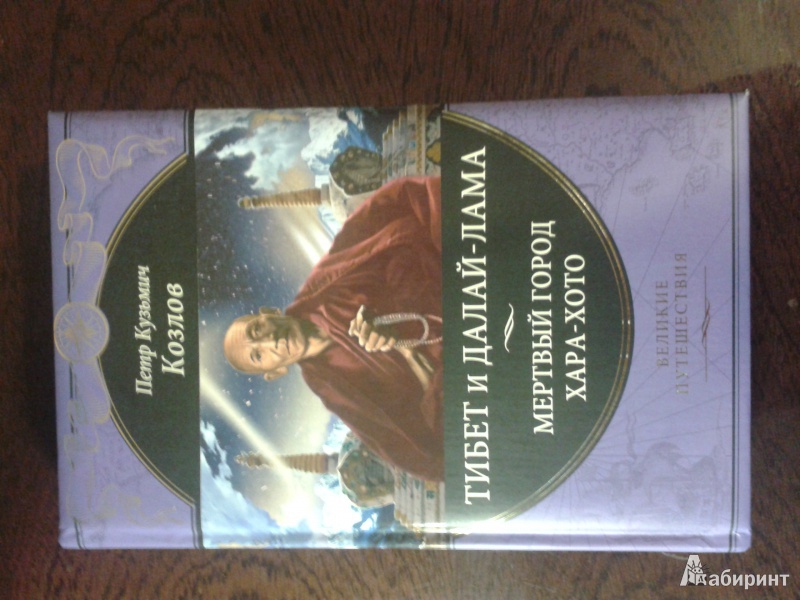 Петр Кузьмич
Козлов
ТИБЕТ И ДАЛАЙ-ЛАМА
МЕРТВЫЙ ГОРОД
ХАРА-ХОТО
ВЕЛИКИЕ
ПУТЕШЕСТВИЯ
Лабиринт